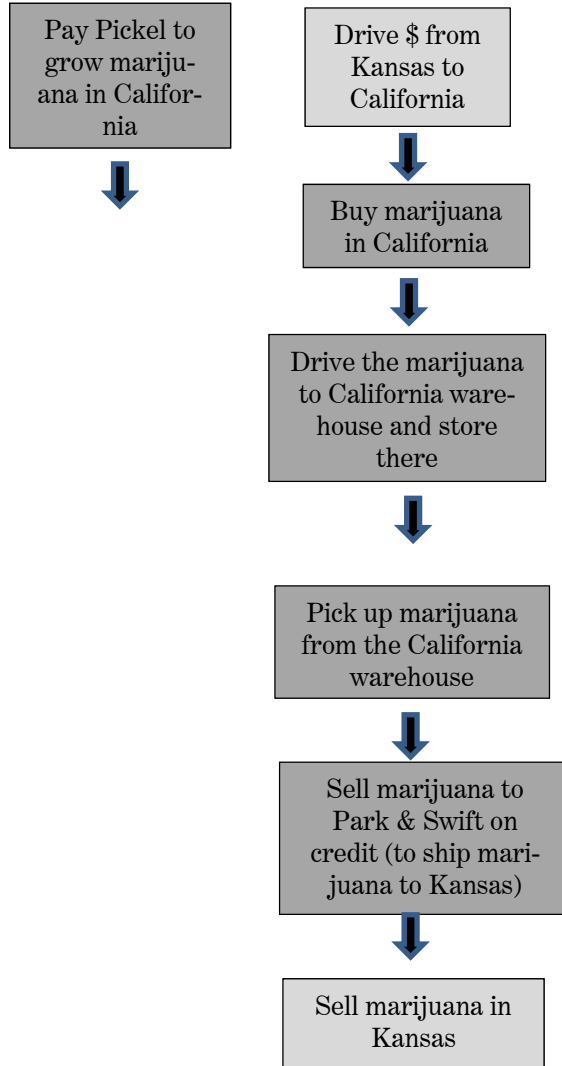 Pay Pickel to
grow mariju-
ana in Califor-
nia
Drive $ from
Kansas to
California
Buy marijuana
in California
Drive the marijuana
to California ware-
house and store
there
Pick up marijuana
from the California
warehouse
Sell marijuana to
Park & Swift on
credit (to ship mari-
juana to Kansas)
Sell marijuana in
Kansas